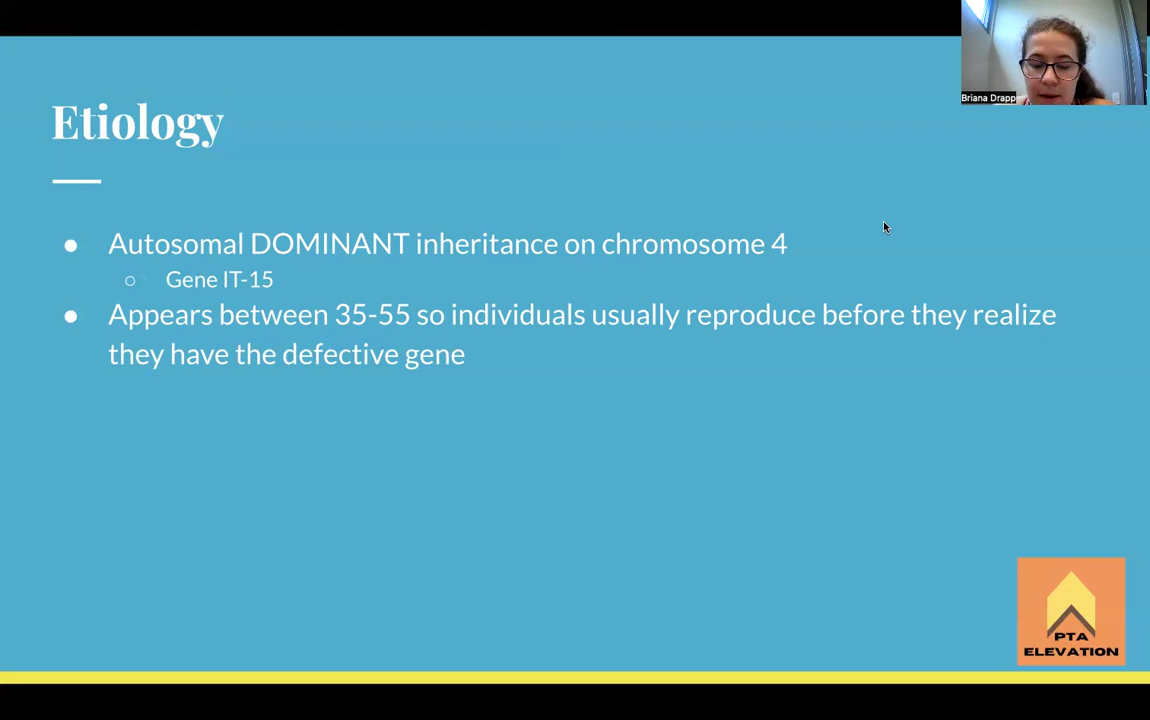 Briana Drapp
Etiology
● Autosomal DOMINANT inheritance on chromosome 4
○ Gene IT-15
● Appears between 35-55 so individuals usually reproduce before they realize
they have the defective gene
PTA
ELEVATION